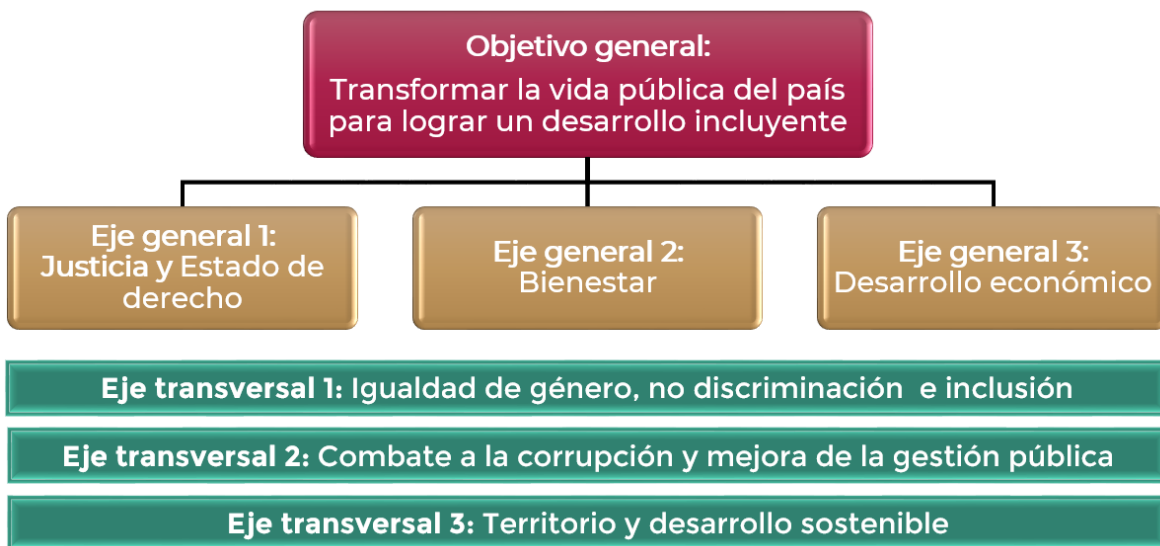 Objetivo general:
Transformar la vida pública del país
para lograr un desarrollo incluyente
Eje general 1:
Justicia y Estado de
derecho
Eje general 2:
Bienestar
Eje general 3:
Desarrollo económico
Eje transversal 1: Igualdad de género, no discriminación e inclusión
Eje transversal 2: Combate a la corrupción y mejora de la gestión pública
Eje transversal 3: Territorio y desarrollo sostenible